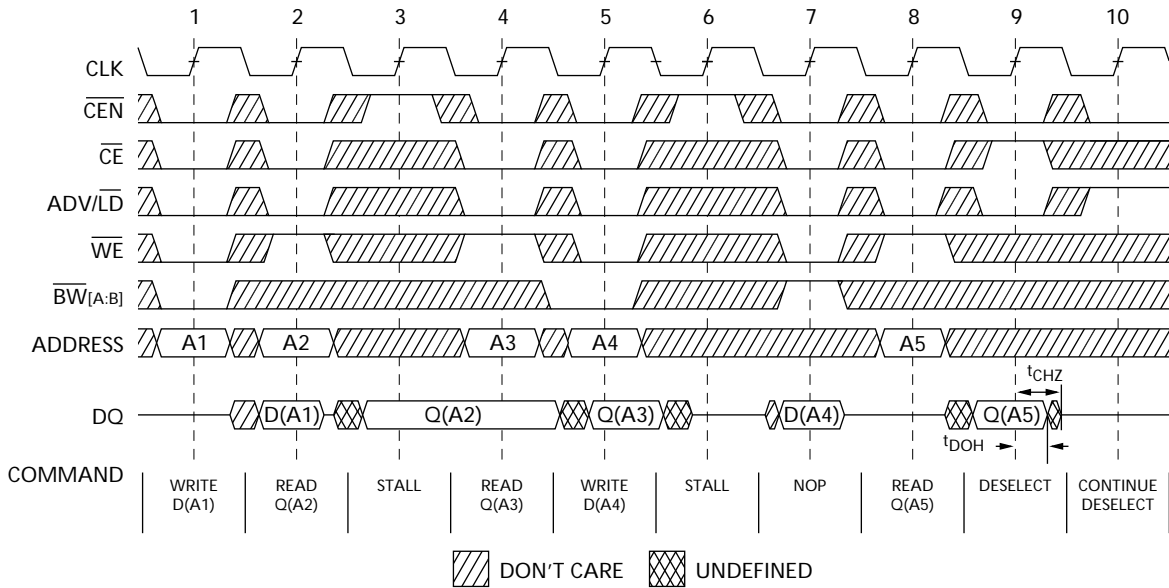 1 2 3 4 5 6 7 8 9 10
CLK
CEN
CE
ADV/LD
WE
BW[A:B]
ADDRESS A1 A2 A3 A4 A5
tCHZ
DQ D(A1) Q(A2) Q(A3) D(A4) Q(A5)
tDOH
COMMAND
WRITE READ STALL READ WRITE STALL NOP READ DESELECT CONTINUE
D(A1) Q(A2) Q(A3) D(A4) Q(A5) DESELECT
DON'T CARE UNDEFINED